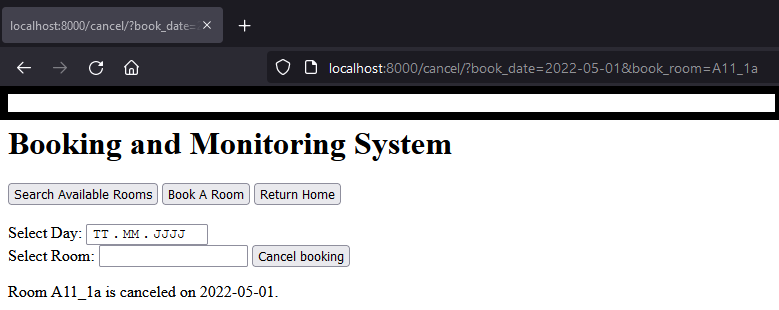 localhost:8000/cancel/?book_date=
localhost:8000/cancel/?book_date=2022-05-01&book_room=A11_1a
Booking and Monitoring System
Search Available Rooms Book A Room Return Home
Select Day: TT.MM.JJJJ
Select Room: Cancel booking
Room A11_1a is canceled on 2022-05-01.